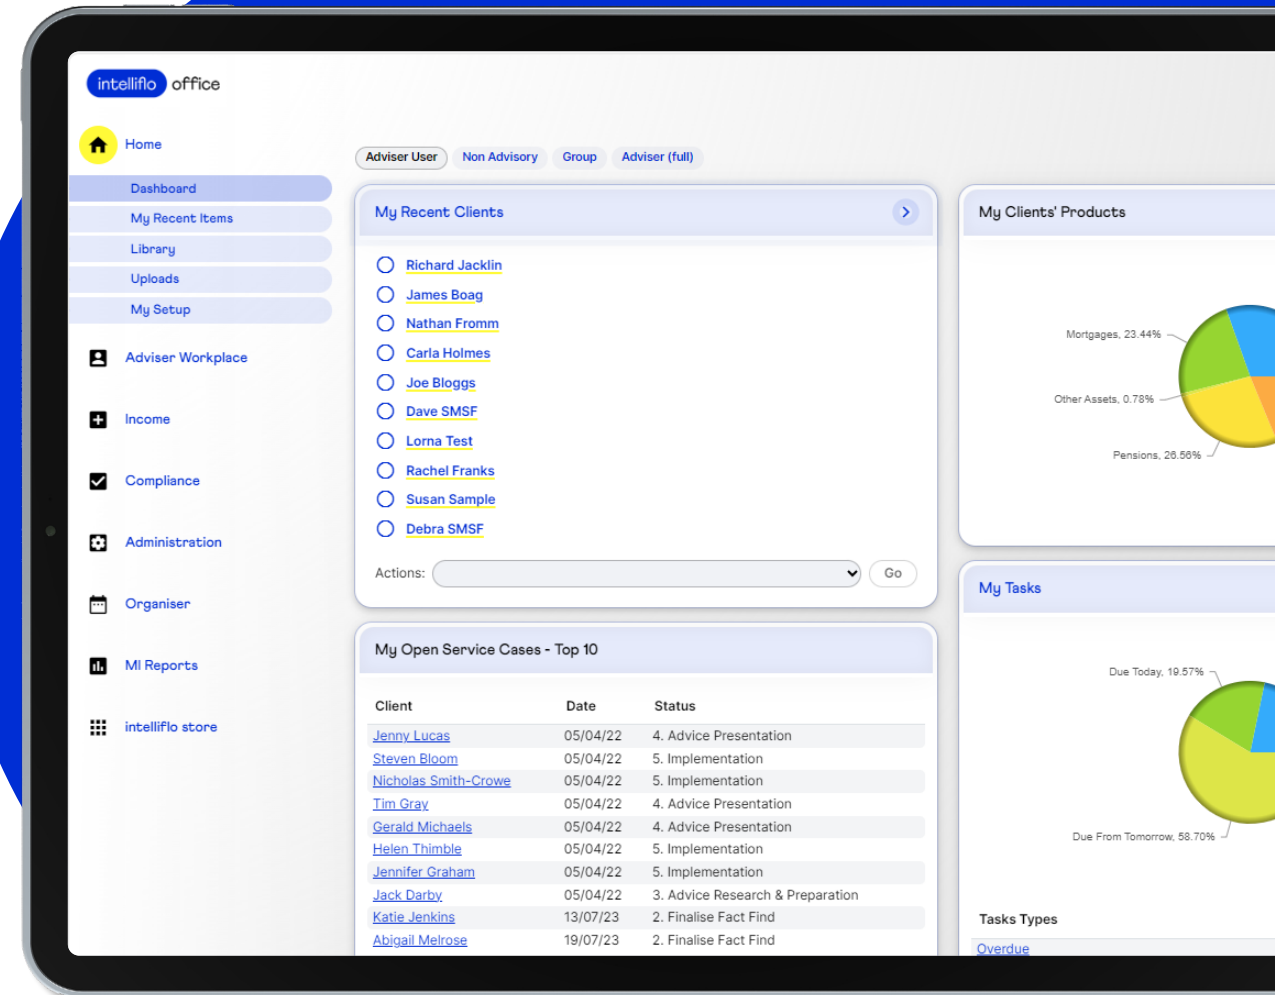 intelliflo office
Home
Dashboard
My Recent Items
Library
Uploads
My Setup
Adviser Workplace
Income
Compliance
Administration
Organiser
MI Reports
intelliflo store
Adviser User Non Advisory Group Adviser (full)
My Recent Clients
Richard Jacklin
James Boag
Nathan Fromm
Carla Holmes
Joe Bloggs
Dave SMSF
Lorna Test
Rachel Franks
Susan Sample
Debra SMSF
Actions: Go
My Open Service Cases - Top 10
Client Date Status
Jenny Lucas 05/04/22 4. Advice Presentation
Steven Bloom 05/04/22 5. Implementation
Nicholas Smith-Crowe 05/04/22 5. Implementation
Tim Gray 05/04/22 4. Advice Presentation
Gerald Michaels 05/04/22 4. Advice Presentation
Helen Thimble 05/04/22 5. Implementation
Jennifer Graham 05/04/22 5. Implementation
Jack Darby 05/04/22 3. Advice Research & Preparation
Katie Jenkins 13/07/23 2. Finalise Fact Find
Abigail Melrose 19/07/23 2. Finalise Fact Find
My Clients' Products
Mortgages, 23.44%
Other Assets, 0.78%
Pensions, 26.56%
My Tasks
Due Today, 19.57%
Due From Tomorrow, 58.70%
Tasks Types
Overdue